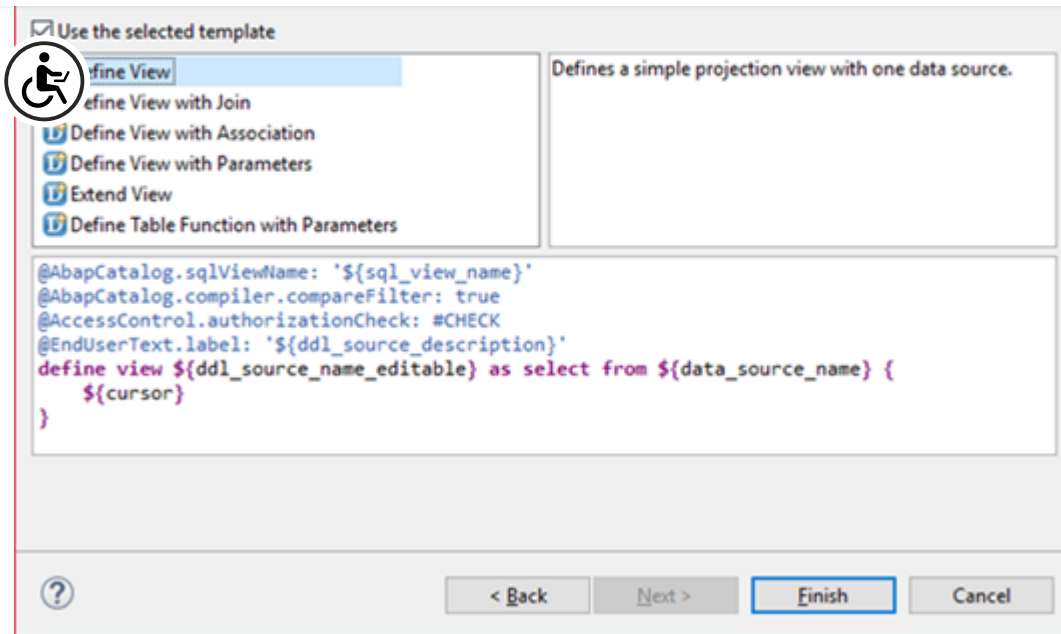 Use the selected template
efine View
efine View with Join
Define View with Association
Define View with Parameters
Extend View
Define Table Function with Parameters
Defines a simple projection view with one data source.
@AbapCatalog.sqlViewName: '${sql_view_name}'
@AbapCatalog.compiler.compareFilter: true
@AccessControl.authorizationCheck: #CHECK
@EndUserText.label: '${ddl_source_description}'
define view ${ddl_source_name_editable} as select from ${data_source_name} {
    ${cursor}
}
?
< Back
Next >
Finish
Cancel